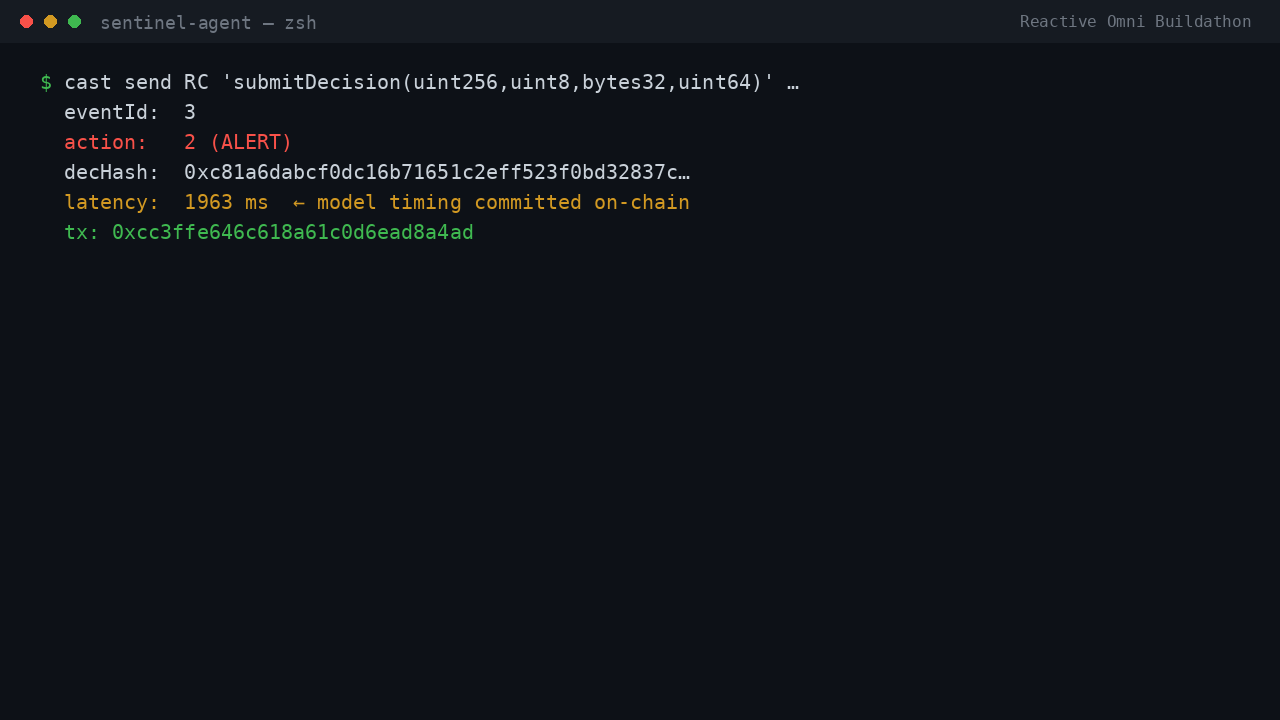 sentinel-agent — zsh
Reactive Omni Buildathon
$ cast send RC 'submitDecision(uint256,uint8,bytes32,uint64)' …
eventId: 3
action: 2 (ALERT)
decHash: 0xc81a6dabcf0dc16b71651c2eff523f0bd32837c…
latency: 1963 ms ← model timing committed on-chain
tx: 0xcc3ffe646c618a61c0d6ead8a4ad